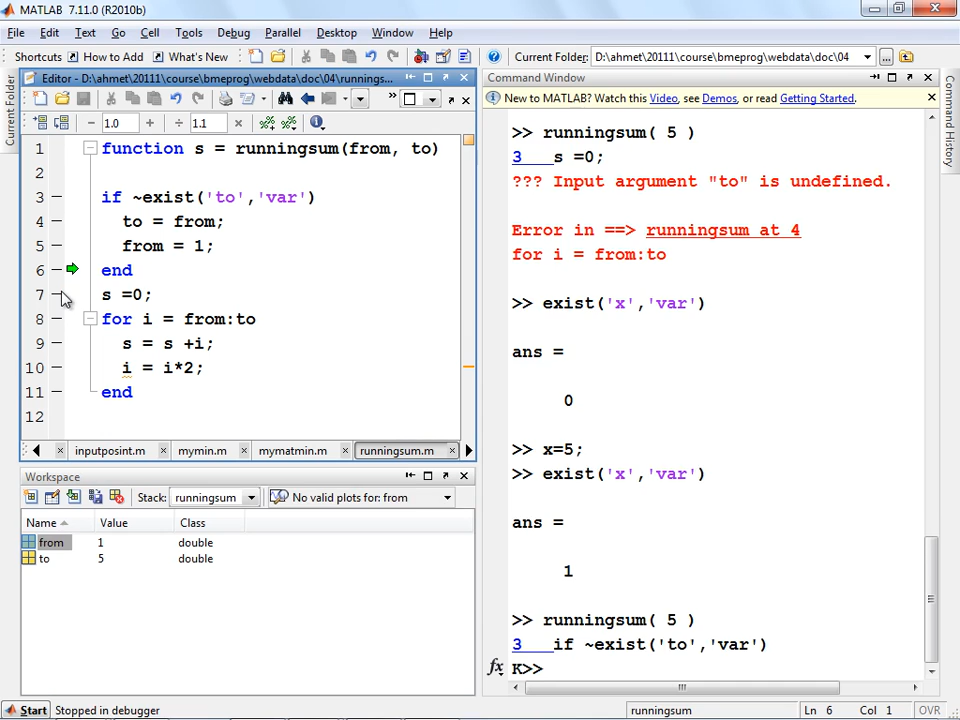 MATLAB 7.11.0 (R2010b)
File Edit Text Go Cell Tools Debug Parallel Desktop Window Help
Shortcuts How to Add What's New
Current Folder: D:\ahmet\20111\course\bmeprog\webdata\doc\04
Current Folder
Editor - D:\ahmet\20111\course\bmeprog\webdata\doc\04\runnings...
1.0 + ÷ 1.1 ×
1 function s = runningsum(from, to)
2
3 if ~exist('to','var')
4 to = from;
5 from = 1;
6 end
7 s =0;
8 for i = from:to
9 s = s +i;
10 i = i*2;
11 end
12
inputposint.m mymin.m mymatmin.m runningsum.m
Workspace
Stack: runningsum No valid plots for: from
Name Value Class
from 1 double
to 5 double
Command Window
New to MATLAB? Watch this Video, see Demos, or read Getting Started.
>> runningsum( 5 )
3 s =0;
??? Input argument "to" is undefined.
Error in ==> runningsum at 4
for i = from:to
>> exist('x','var')
ans =
0
>> x=5;
>> exist('x','var')
ans =
1
>> runningsum( 5 )
3 if ~exist('to','var')
fx K>>
Command History
Start Stopped in debugger
runningsum Ln 6 Col 1 OVR